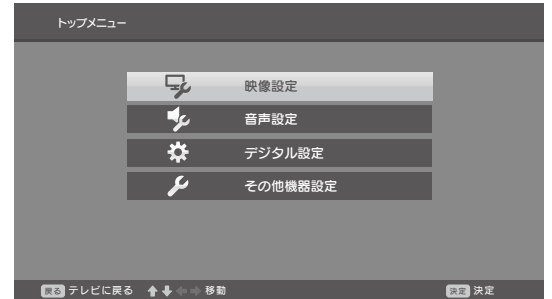 トップメニュー
映像設定
音声設定
デジタル設定
その他機器設定
戻る テレビに戻る 移動 決定 決定